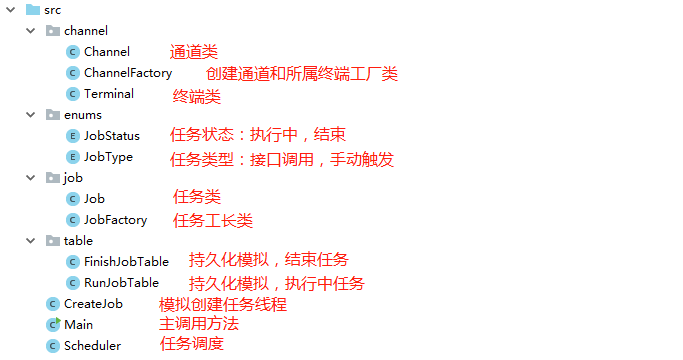 src
channel
Channel 通道类
ChannelFactory 创建通道和所属终端工厂类
Terminal 终端类
enums
JobStatus 任务状态：执行中，结束
JobType 任务类型：接口调用，手动触发
job
Job 任务类
JobFactory 任务工长类
table
FinishJobTable 持久化模拟，结束任务
RunJobTable 持久化模拟，执行中任务
CreateJob 模拟创建任务线程
Main 主调用方法
Scheduler 任务调度